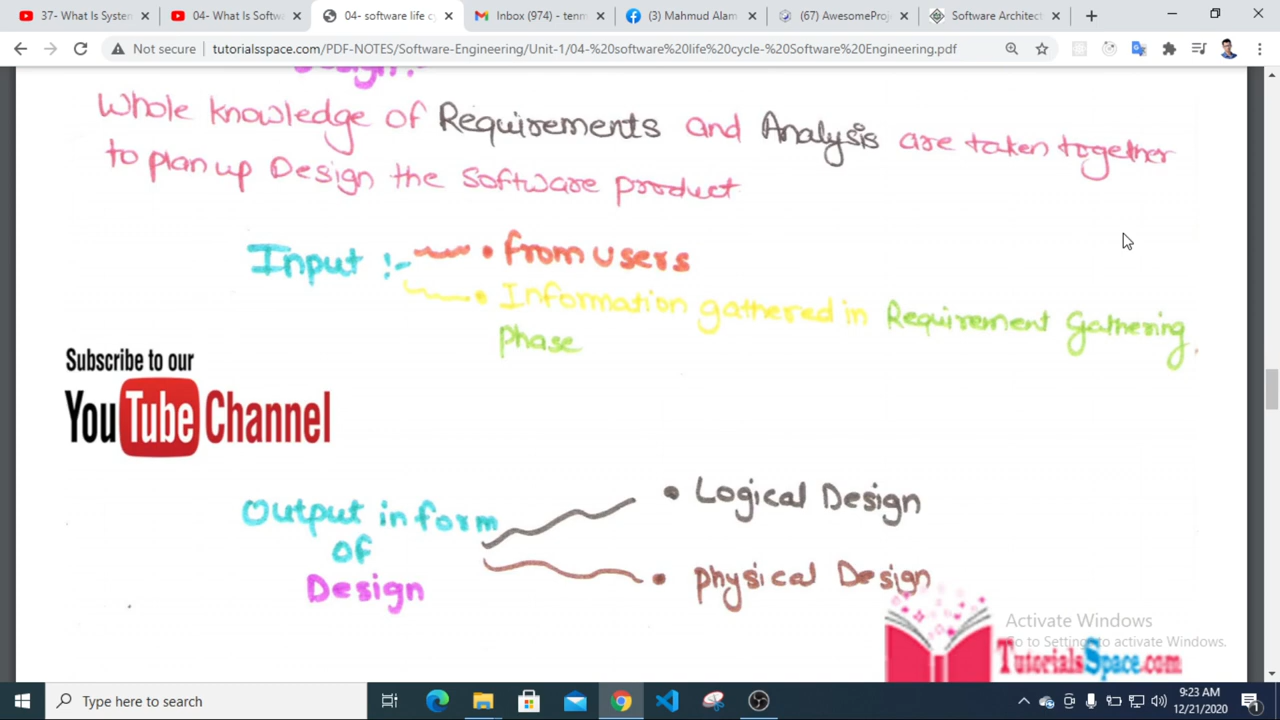 37- What Is System
04- What Is Softw
04- software life cy
Inbox (974) - tenm
(3) Mahmud Alam
(67) AwesomeProj
Software Architect
Not secure | tutorialsspace.com/PDF-NOTES/Software-Engineering/Unit-1/04-%20software%20life%20cycle-%20Software%20Engineering.pdf
Design:-
Whole knowledge of Requirements and Analysis are taken together
to plan up Design the software product
Input :- • from users
• Information gathered in Requirement Gathering
Phase
Subscribe to our
YouTube Channel
Output in form
of
Design
• Logical Design
• physical Design
Activate Windows
Go to Settings to activate Windows.
TutorialsSpace.com
Type here to search
9:23 AM
12/21/2020
1